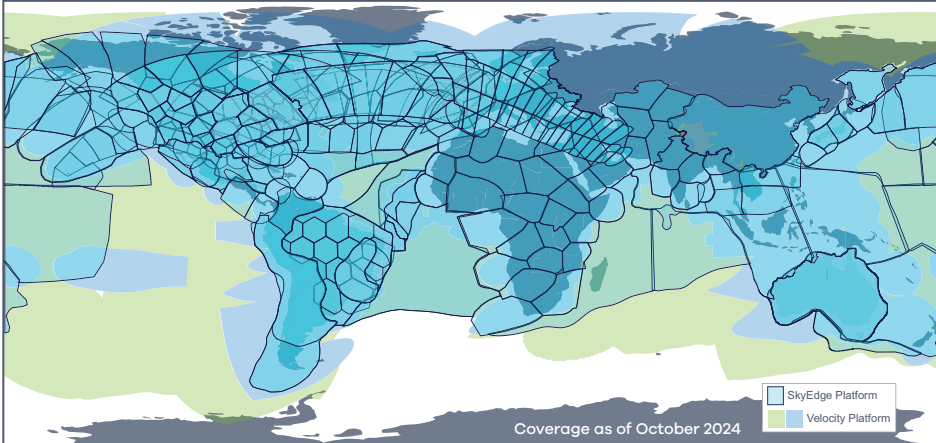 SkyEdge Platform
Velocity Platform
Coverage as of October 2024